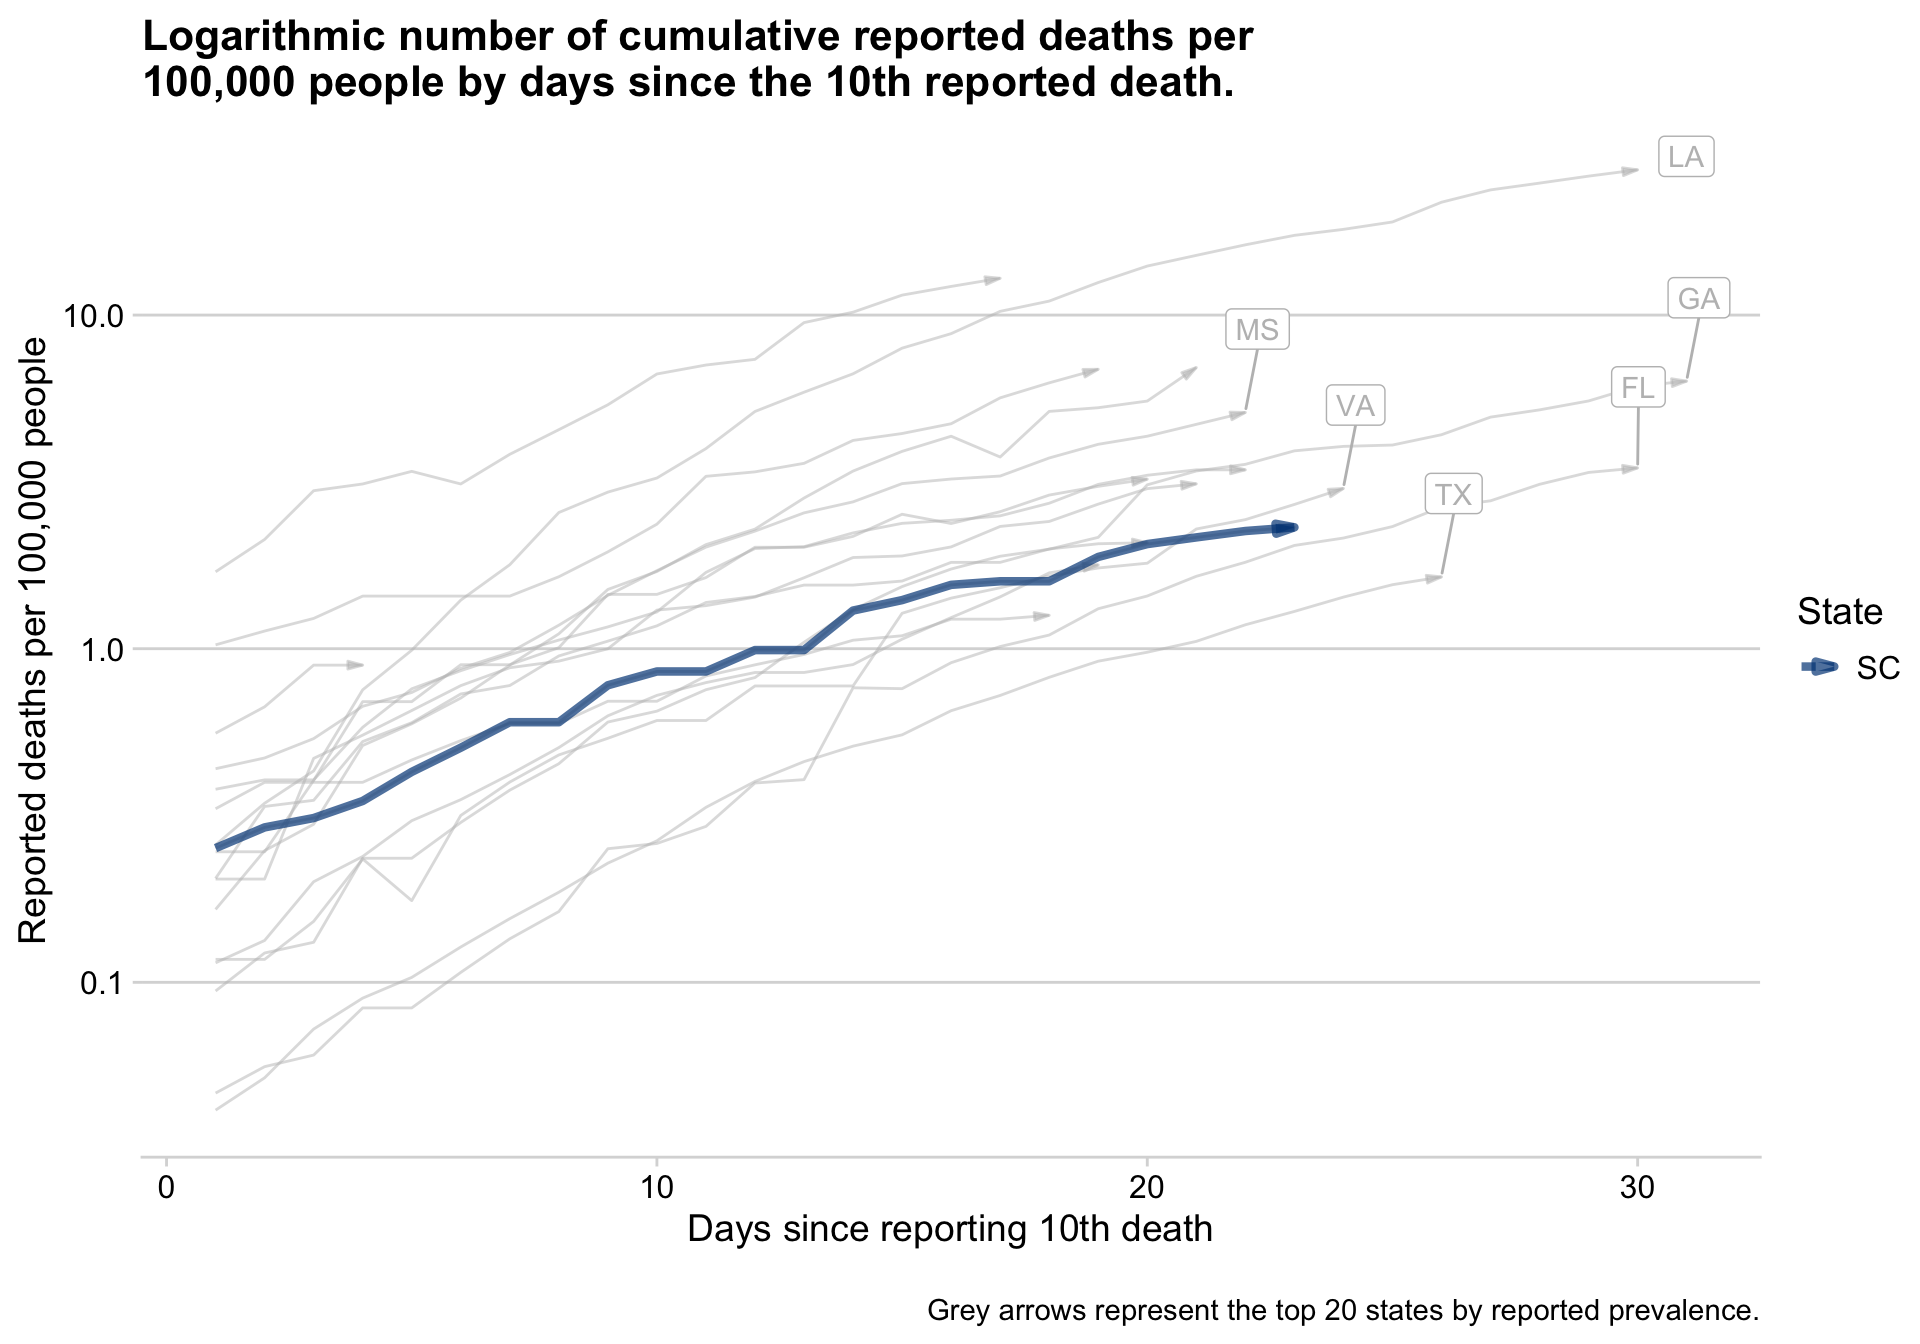 Logarithmic number of cumulative reported deaths per
100,000 people by days since the 10th reported death.
LA
GA
MS
FL
VA
TX
10.0
1.0
0.1
Reported deaths per 100,000 people
State
SC
0
10
20
30
Days since reporting 10th death
Grey arrows represent the top 20 states by reported prevalence.